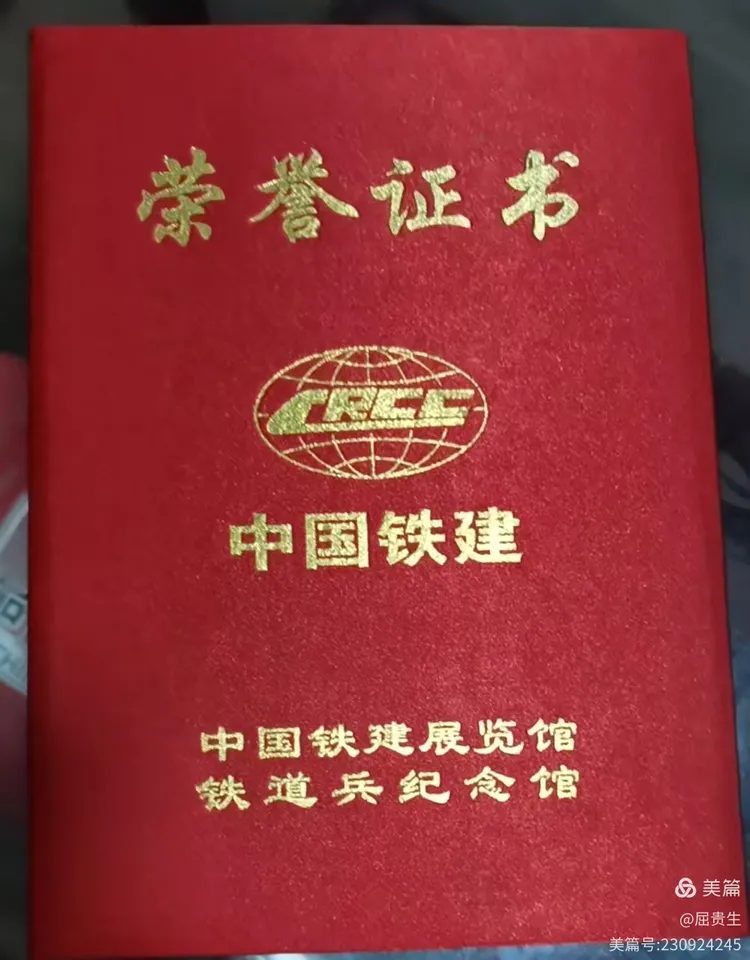 荣誉证书
CRCC
中国铁建
中国铁建展览馆
铁道兵纪念馆
美篇
@屈贵生
美篇号:230924245